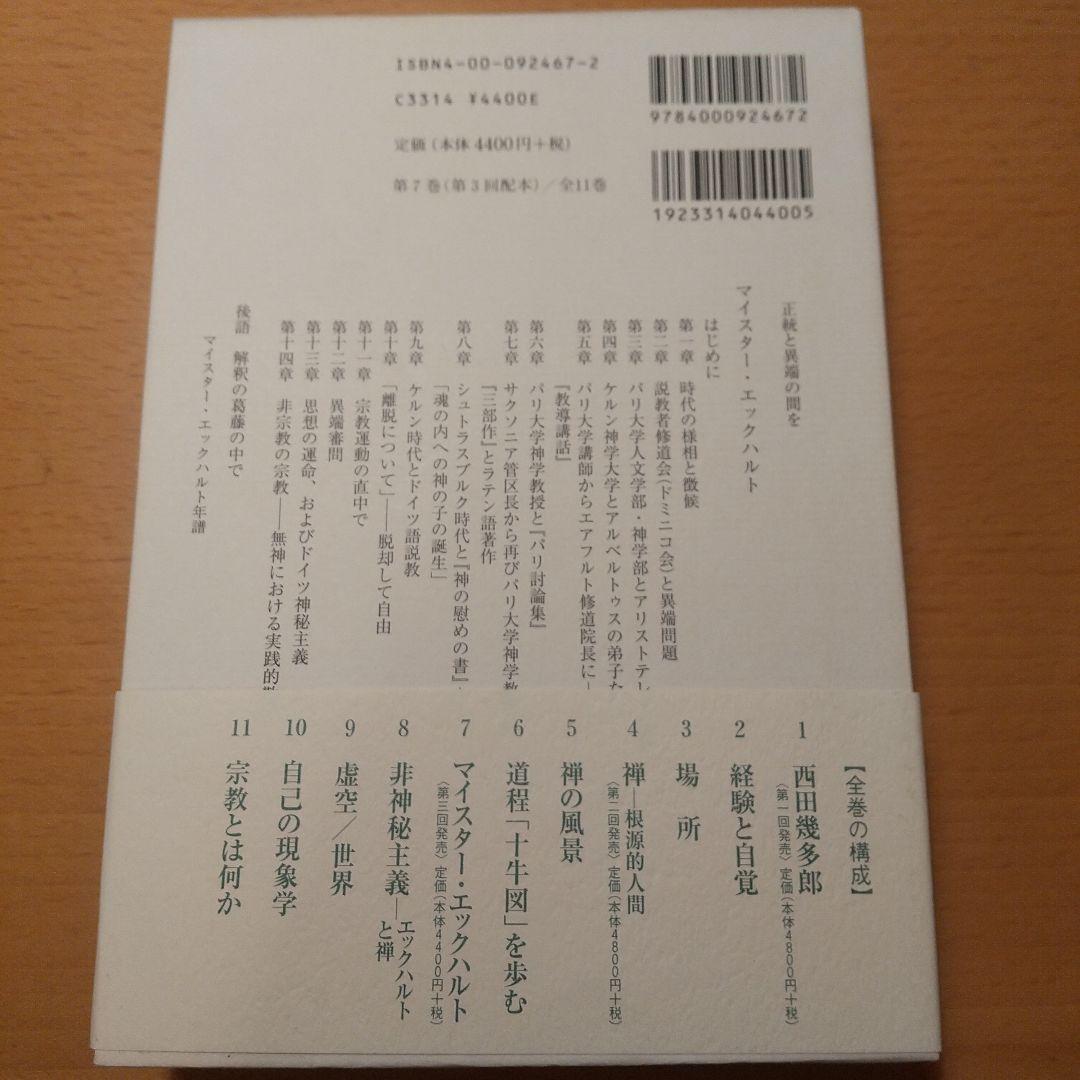 ISBN4-00-092467-2
C3314 ¥4400E
定価(本体4400円+税)
第7巻(第3回配本)/全11巻
9784000924672
1923314044005
正統と異端の間を
マイスター・エックハルト
はじめに
第一章 時代の様相と徴候
第二章 説教者修道会(ドミニコ会)と異端問題
第三章 パリ大学人文学部・神学部とアリストテレ
第四章 ケルン神学大学とアルベルトゥスの弟子た
第五章 パリ大学講師からエアフルト修道院長に—
『教導講話』
第六章 パリ大学神学教授と『パリ討論集』
第七章 サクソニア管区長から再びパリ大学神学教
『三部作』とラテン語著作
第八章 シュトラスブルク時代と『神の慰めの書』・
「魂の内への神の子の誕生」
第九章 ケルン時代とドイツ語説教
第十章 「離脱について」——脱却して自由
第十一章 宗教運動の直中で
第十二章 異端審問
第十三章 思想の運命、およびドイツ神秘主義
第十四章 非宗教の宗教——無神における実践的
後語 解釈の葛藤の中で
マイスター・エックハルト年譜
【全巻の構成】
1 西田幾多郎
〈第一回発売〉定価(本体4800円+税)
2 経験と自覚
3 場所
4 禅—根源的人間
〈第二回発売〉定価(本体4800円+税)
5 禅の風景
6 道程「十牛図」を歩む
7 マイスター・エックハルト
〈第三回発売〉定価(本体4400円+税)
8 非神秘主義—エックハルトと禅
9 虚空/世界
10 自己の現象学
11 宗教とは何か